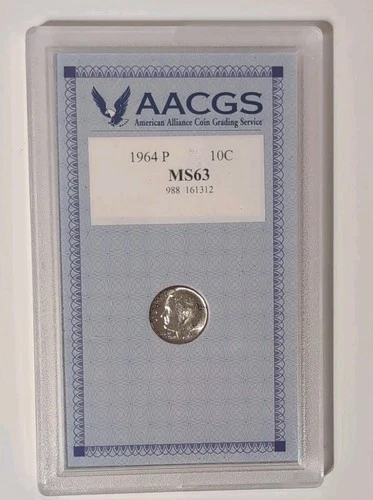 AACGS
American Alliance Coin Grading Service
1964 P 10C
MS63
988 161312